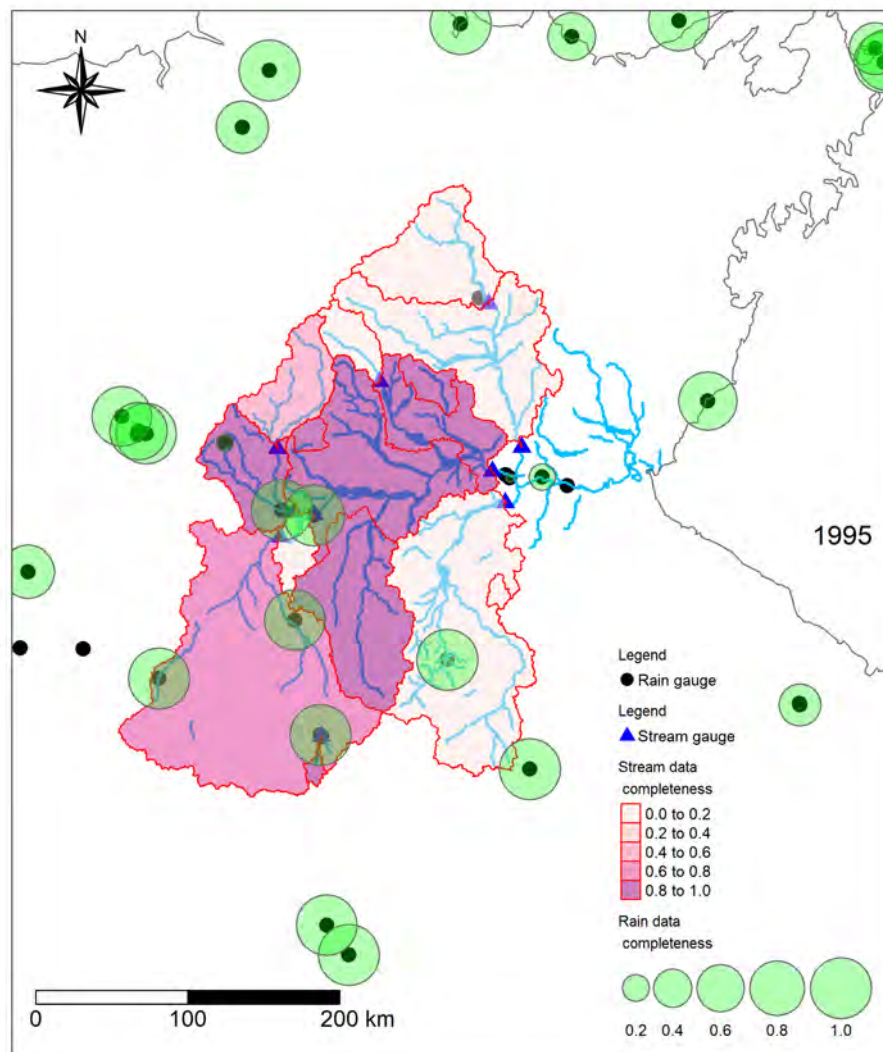 N
1995
Legend
Rain gauge
Legend
Stream gauge
Stream data
completeness
0.0 to 0.2
0.2 to 0.4
0.4 to 0.6
0.6 to 0.8
0.8 to 1.0
Rain data
completeness
0.2 0.4 0.6 0.8 1.0
0 100 200 km